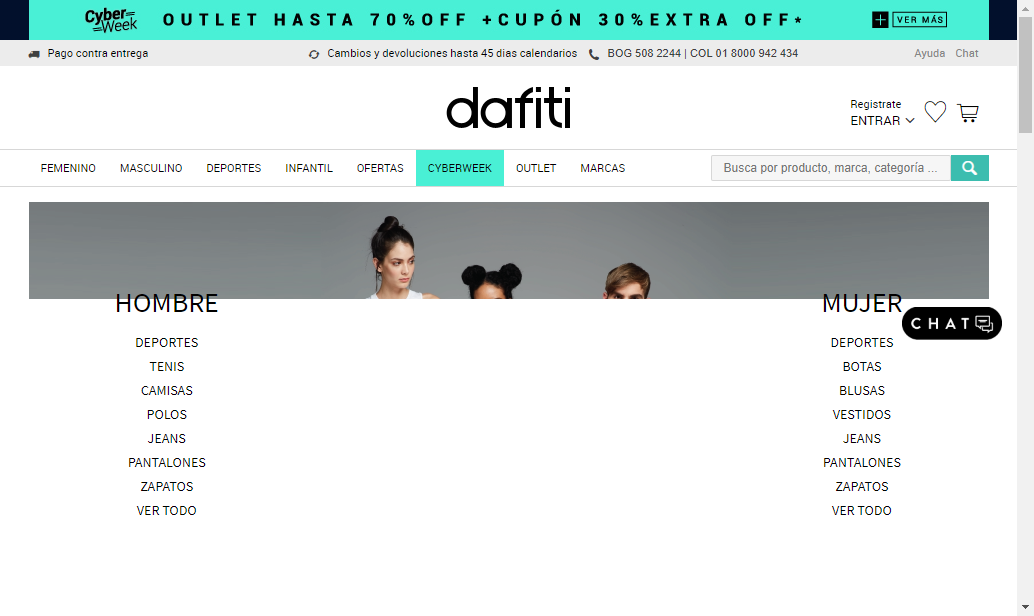 Cyber Week OUTLET HASTA 70%OFF +CUPÓN 30%EXTRA OFF* + VER MÁS
Pago contra entrega Cambios y devoluciones hasta 45 dias calendarios BOG 508 2244 | COL 01 8000 942 434 Ayuda Chat
dafiti
Registrate
ENTRAR
FEMENINO MASCULINO DEPORTES INFANTIL OFERTAS CYBERWEEK OUTLET MARCAS Busca por producto, marca, categoría ...
HOMBRE
DEPORTES
TENIS
CAMISAS
POLOS
JEANS
PANTALONES
ZAPATOS
VER TODO
MUJER
DEPORTES
BOTAS
BLUSAS
VESTIDOS
JEANS
PANTALONES
ZAPATOS
VER TODO
CHAT